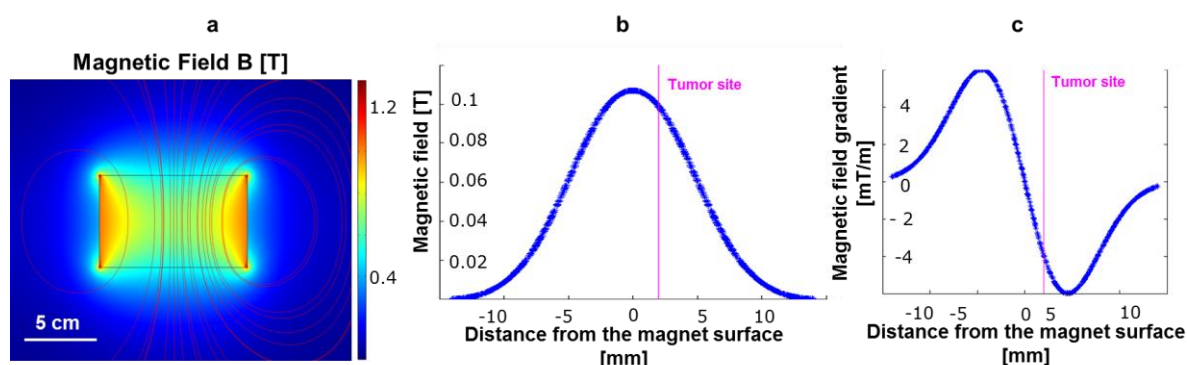 a
Magnetic Field B [T]
1.2
0.4
5 cm
b
Magnetic field [T]
0.1
0.08
0.06
0.04
0.02
Tumor site
-10
-5
0
5
10
Distance from the magnet surface
[mm]
c
Magnetic field gradient
[mT/m]
4
2
0
-2
-4
Tumor site
-10
-5
0
5
10
Distance from the magnet surface
[mm]